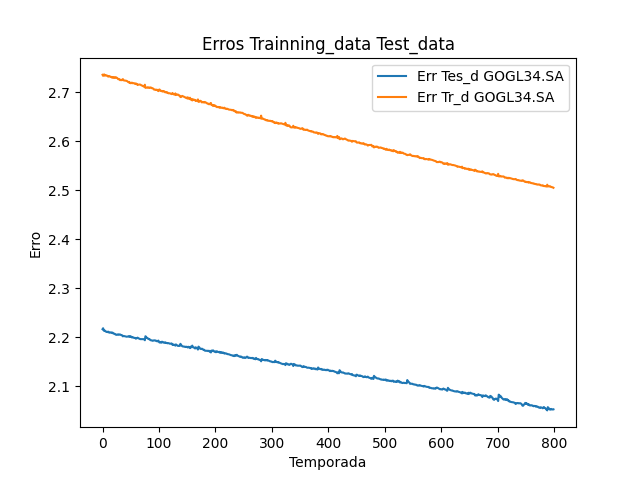 Erros Trainning_data Test_data
Err Tes_d GOGL34.SA
Err Tr_d GOGL34.SA
Erro
2.7
2.6
2.5
2.4
2.3
2.2
2.1
0 100 200 300 400 500 600 700 800
Temporada